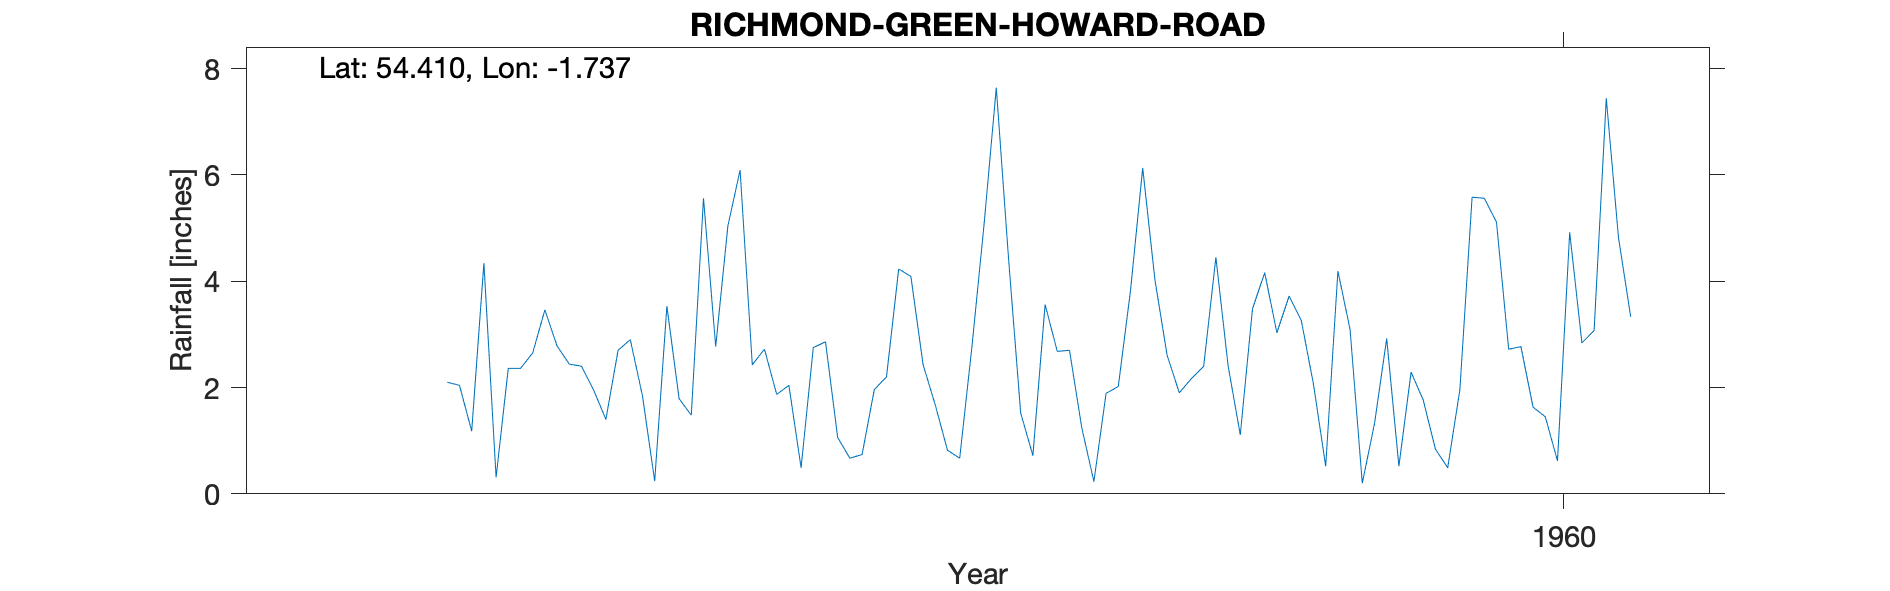 RICHMOND-GREEN-HOWARD-ROAD
Lat: 54.410, Lon: -1.737
8
6
4
2
0
Rainfall [inches]
1960
Year